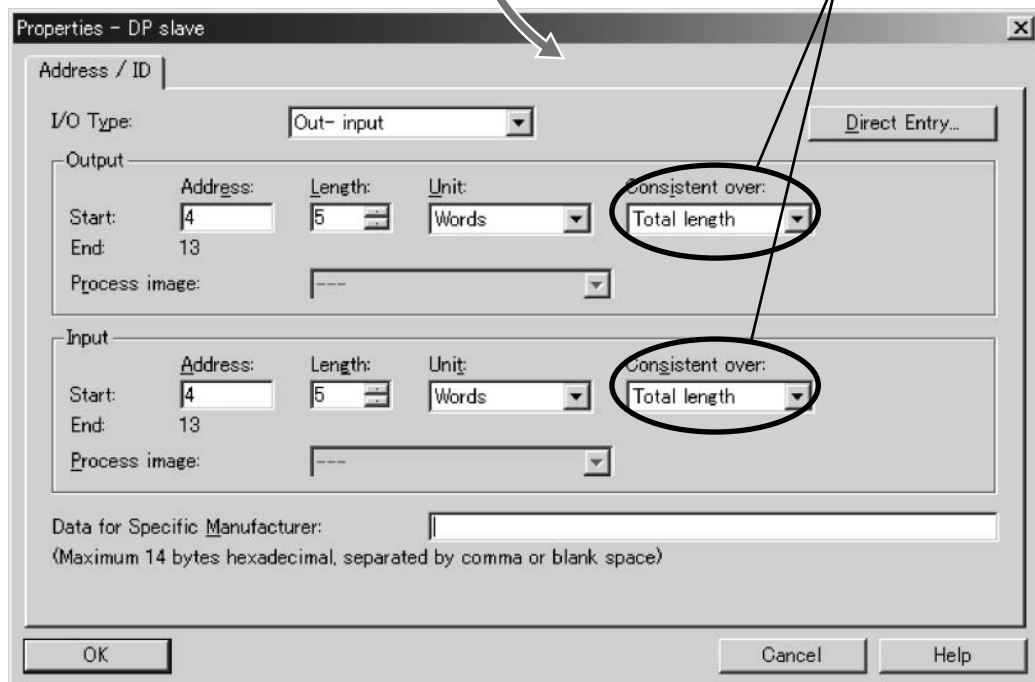 Properties - DP slave
Address / ID
I/O Type: Out- input Direct Entry...
Output
Address: Length: Unit: Consistent over:
Start: 4 5 Words Total length
End: 13
Process image: ---
Input
Address: Length: Unit: Consistent over:
Start: 4 5 Words Total length
End: 13
Process image: ---
Data for Specific Manufacturer:
(Maximum 14 bytes hexadecimal, separated by comma or blank space)
OK Cancel Help